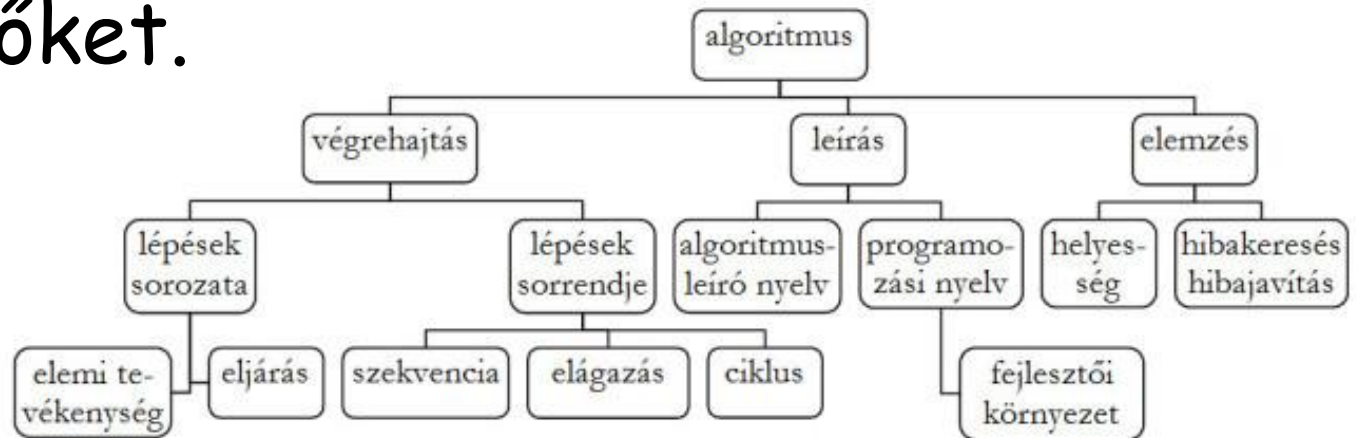 őket.
algoritmus
végrehajtás
leírás
elemzés
lépések
sorozata
lépések
sorrendje
algoritmus-
leíró nyelv
programo-
zási nyelv
helyes-
ség
hibakeresés
hibajavítás
elemi te-
vékenység
eljárás
szekvencia
elágazás
ciklus
fejlesztői
környezet